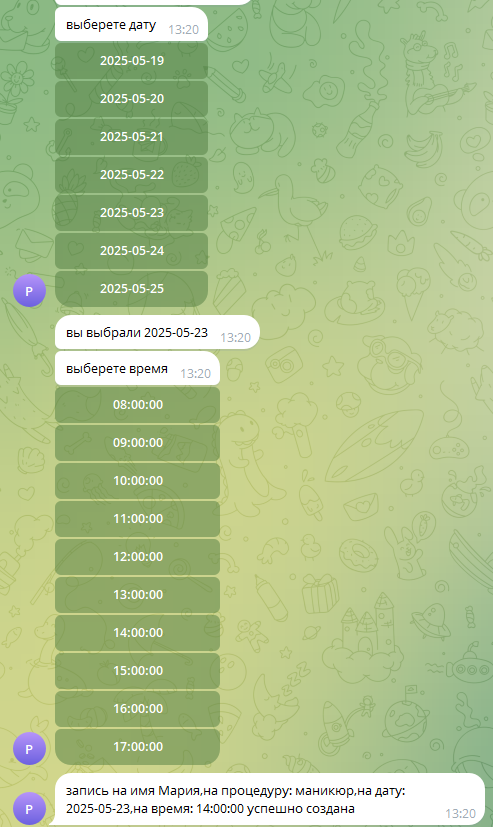 выберете дату 13:20
2025-05-19
2025-05-20
2025-05-21
2025-05-22
2025-05-23
2025-05-24
2025-05-25
P
вы выбрали 2025-05-23 13:20
выберете время 13:20
08:00:00
09:00:00
10:00:00
11:00:00
12:00:00
13:00:00
14:00:00
15:00:00
16:00:00
17:00:00
P
запись на имя Мария,на процедуру: маникюр,на дату:
2025-05-23,на время: 14:00:00 успешно создана 13:20
P